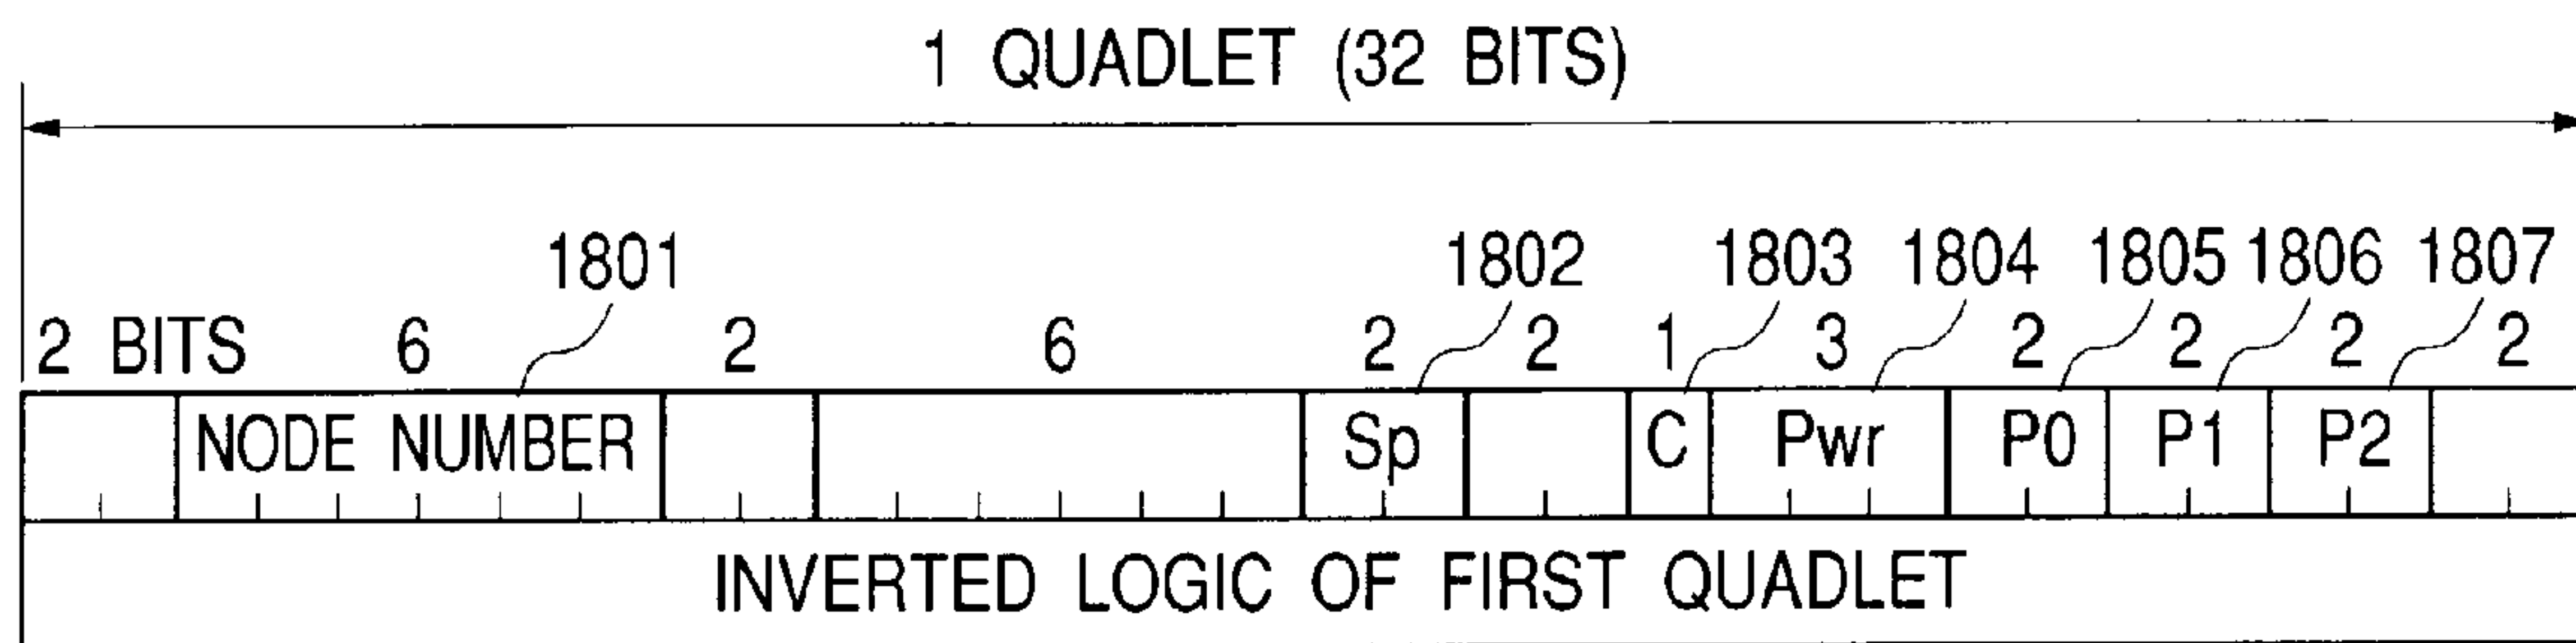 1 QUADLET (32 BITS)
1801 1802 1803 1804 1805 1806 1807
2 BITS 6 2 6 2 2 1 3 2 2 2 2
NODE NUMBER Sp C Pwr P0 P1 P2
INVERTED LOGIC OF FIRST QUADLET